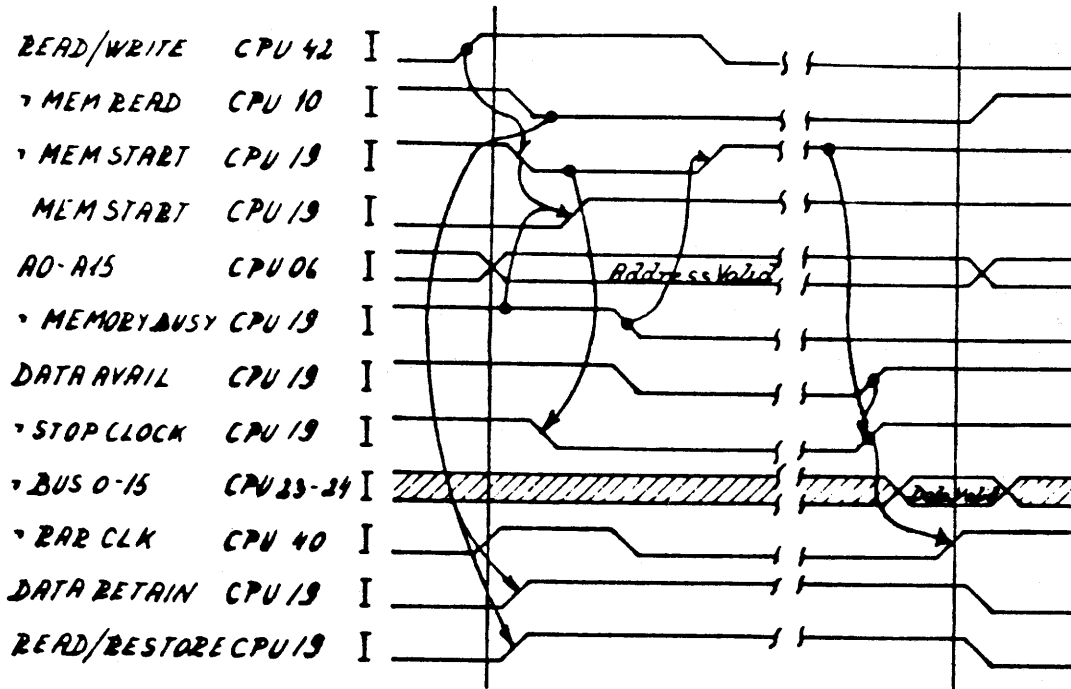 READ/WRITE CPU 42 I
¬ MEM READ CPU 10 I
¬ MEM START CPU 19 I
MEM START CPU 19 I
A0-A15 CPU 06 I Address Valid
¬ MEMORY BUSY CPU 19 I
DATA AVAIL CPU 19 I
¬ STOP CLOCK CPU 19 I
¬ BUS 0-15 CPU 23-24 I Data Valid
¬ RAR CLK CPU 40 I
DATA RETAIN CPU 19 I
READ/RESTORE CPU 19 I